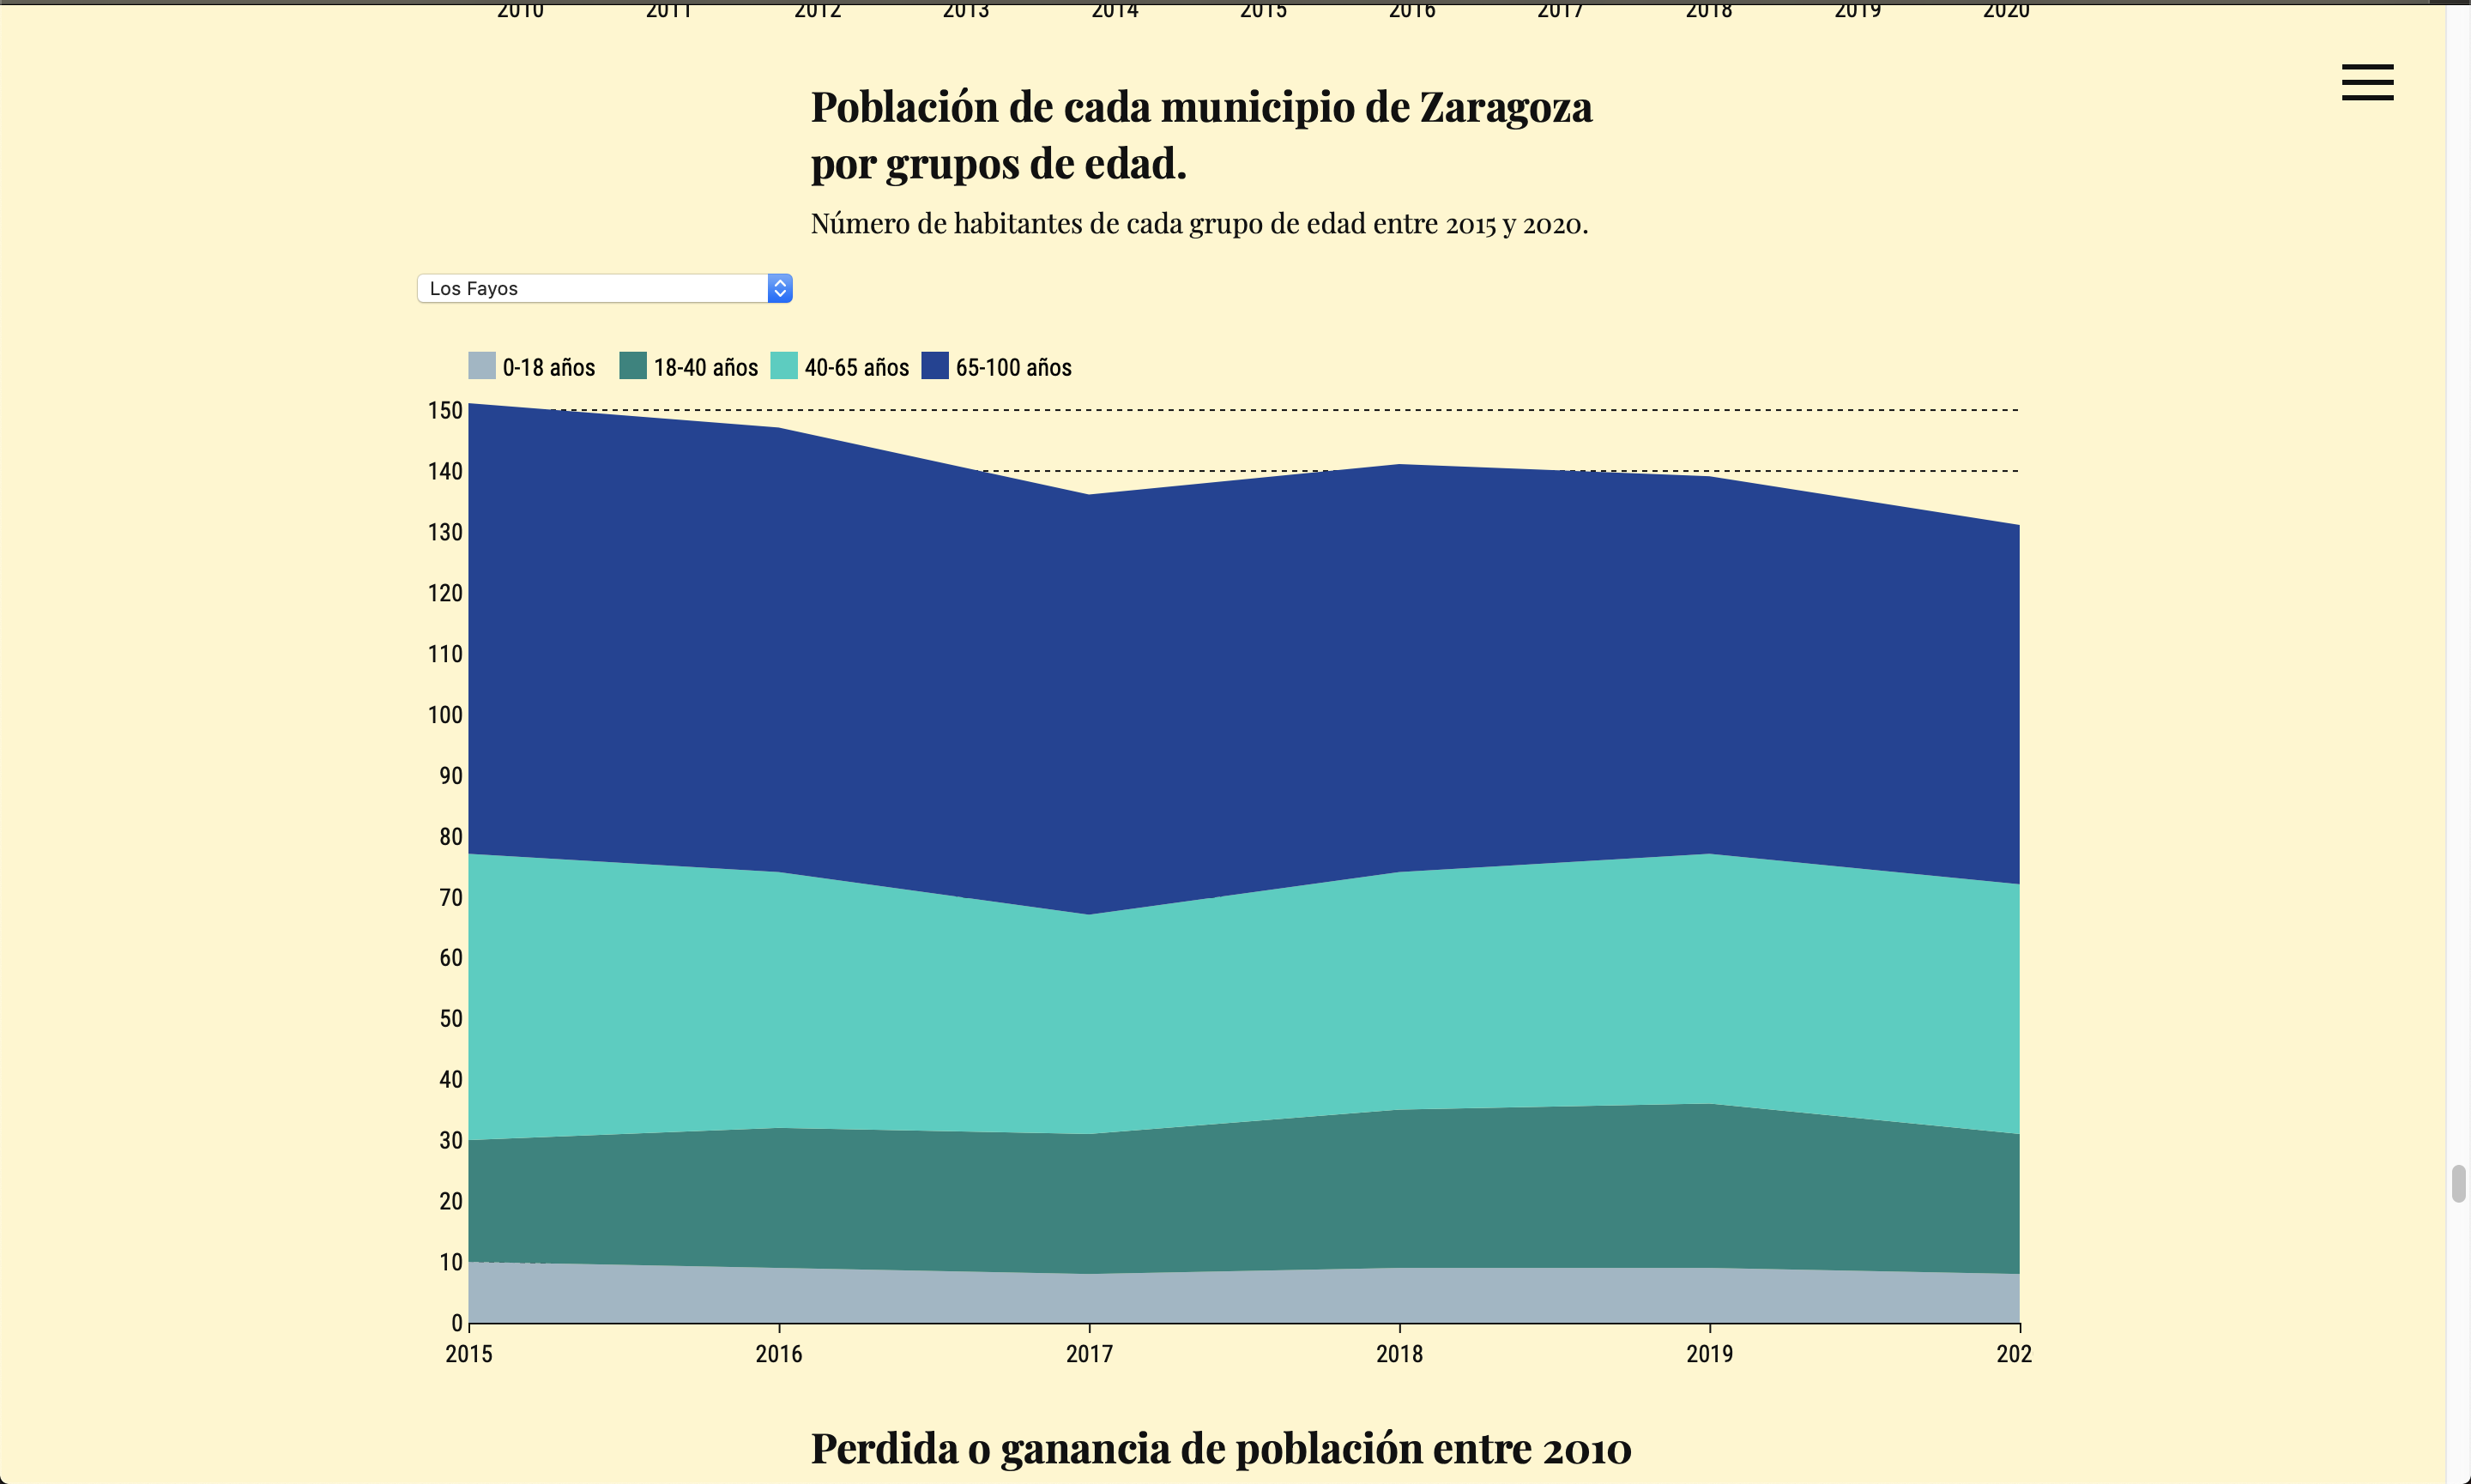 2010 2011 2012 2013 2014 2015 2016 2017 2018 2019 2020
Población de cada municipio de Zaragoza
por grupos de edad.
Número de habitantes de cada grupo de edad entre 2015 y 2020.
Los Fayos
0-18 años 18-40 años 40-65 años 65-100 años
150
140
130
120
110
100
90
80
70
60
50
40
30
20
10
0
2015 2016 2017 2018 2019 202
Perdida o ganancia de población entre 2010